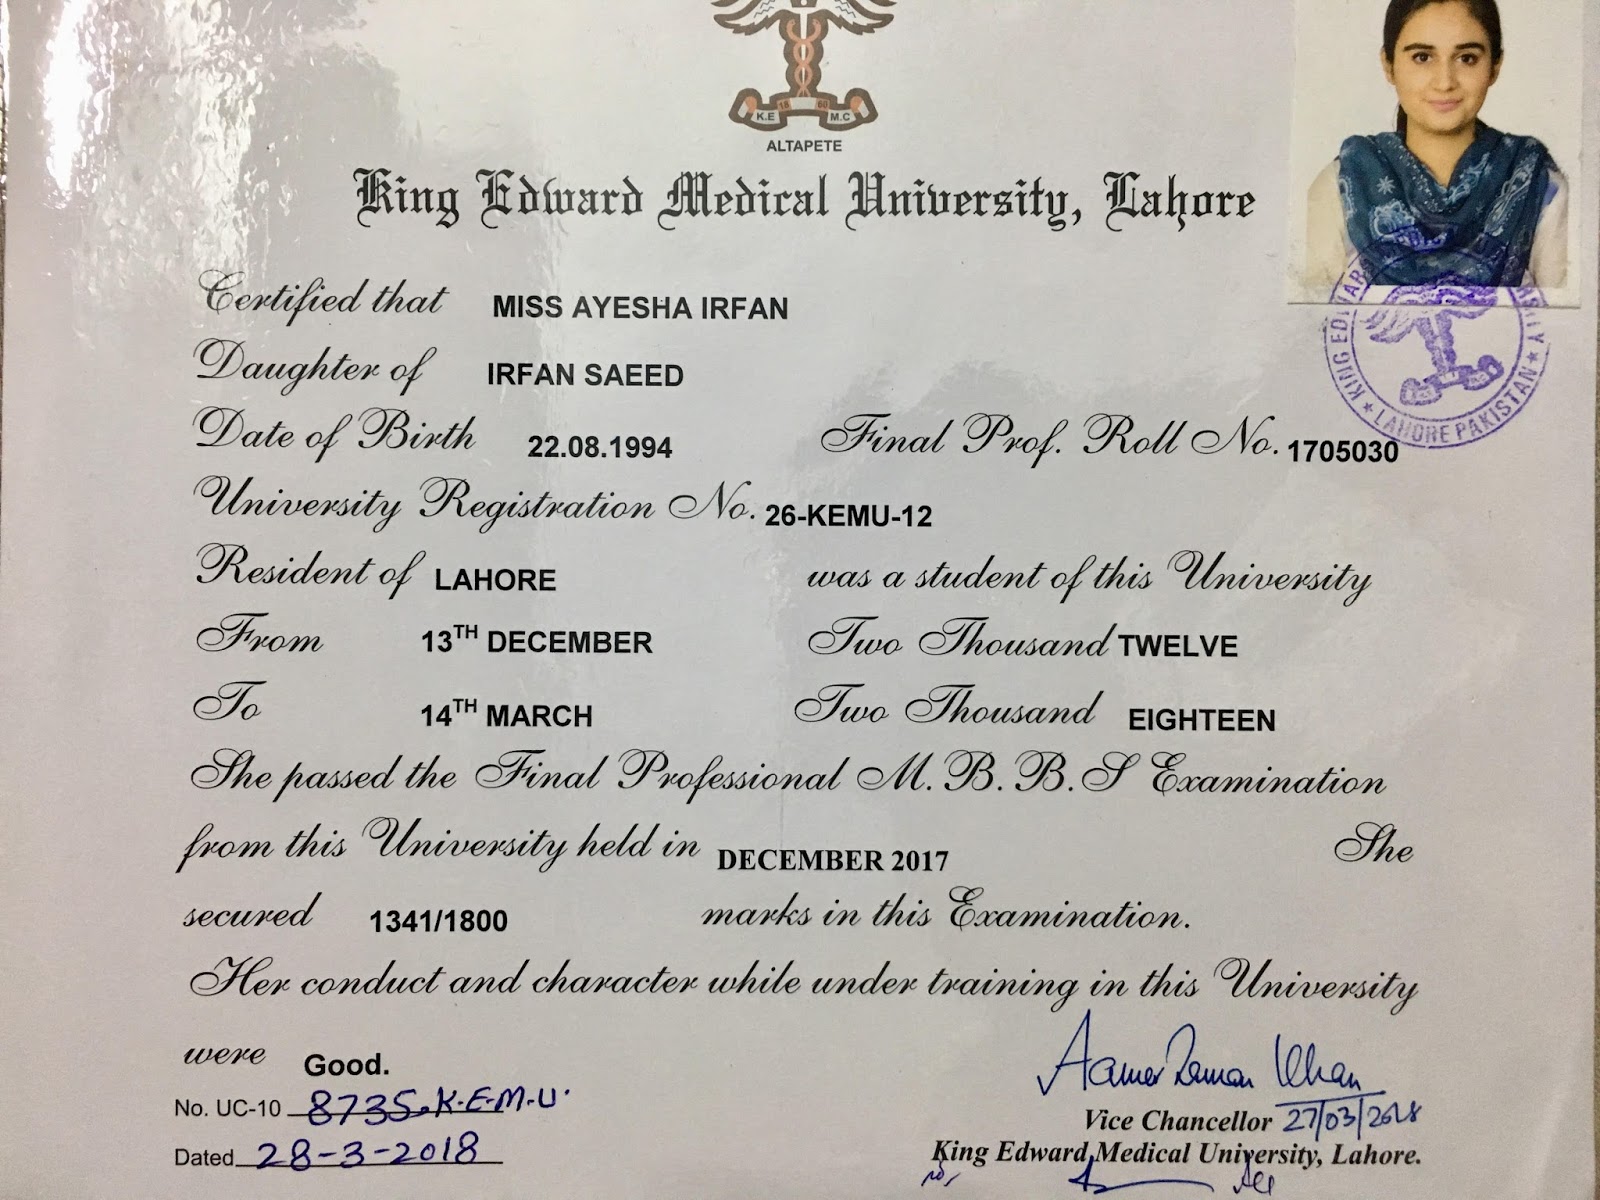 K.E 18 60 M.C
ALTAPETE
King Edward Medical University, Lahore
Certified that MISS AYESHA IRFAN
Daughter of IRFAN SAEED
KING EDWARD LAHORE PAKISTAN
Date of Birth 22.08.1994 Final Prof. Roll No. 1705030
University Registration No. 26-KEMU-12
Resident of LAHORE was a student of this University
From 13TH DECEMBER Two Thousand TWELVE
To 14TH MARCH Two Thousand EIGHTEEN
She passed the Final Professional M.B.B.S Examination
from this University held in DECEMBER 2017 She
secured 1341/1800 marks in this Examination.
Her conduct and character while under training in this University
were Good.
Aamer Zaman Khan
No. UC-10 8735.K.E.M.U.
Vice Chancellor 27/03/2018
Dated 28-3-2018
King Edward Medical University, Lahore.